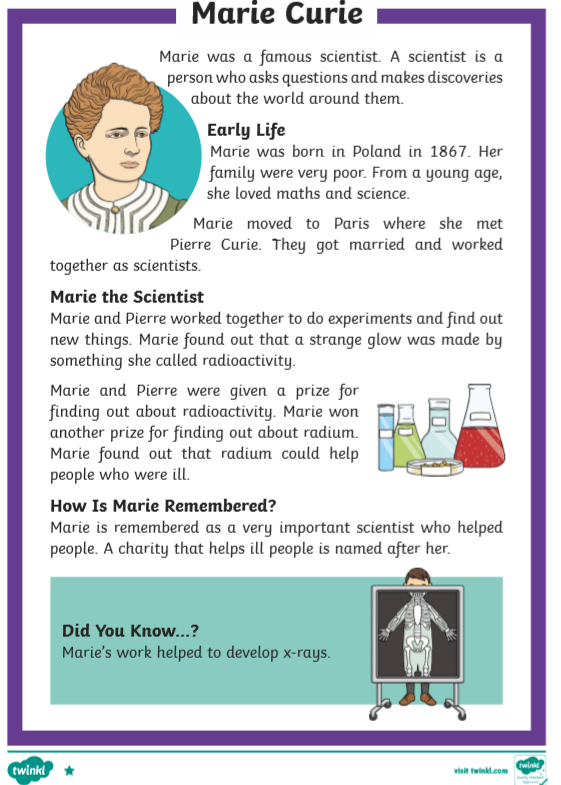 Marie Curie
Marie was a famous scientist. A scientist is a
person who asks questions and makes discoveries
about the world around them.
Early Life
Marie was born in Poland in 1867. Her
family were very poor. From a young age,
she loved maths and science.
Marie moved to Paris where she met
Pierre Curie. They got married and worked
together as scientists.
Marie the Scientist
Marie and Pierre worked together to do experiments and find out
new things. Marie found out that a strange glow was made by
something she called radioactivity.
Marie and Pierre were given a prize for
finding out about radioactivity. Marie won
another prize for finding out about radium.
Marie found out that radium could help
people who were ill.
How Is Marie Remembered?
Marie is remembered as a very important scientist who helped
people. A charity that helps ill people is named after her.
Did You Know...?
Marie's work helped to develop x-rays.
twinkl
visit twinkl.com
twinkl